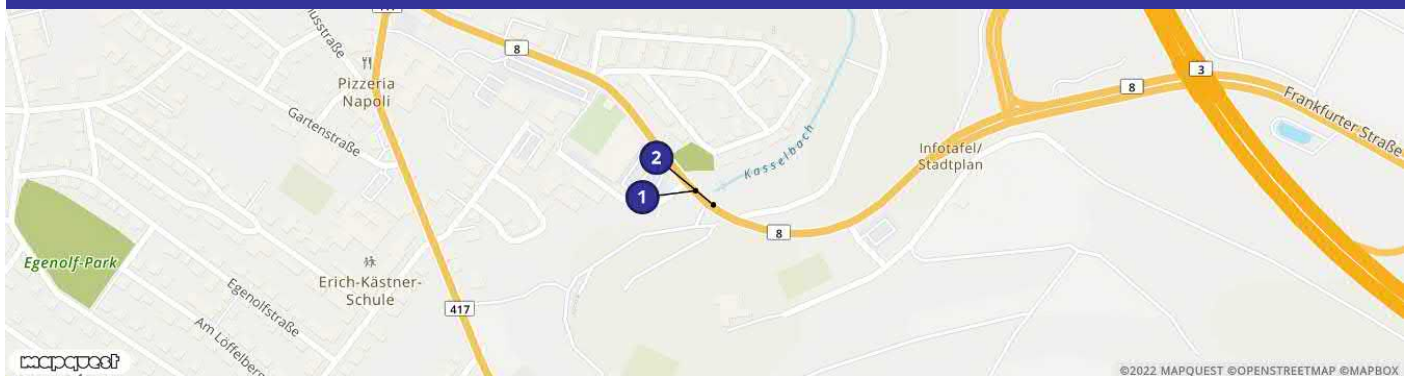 8
Pizzeria
Napoli
Gartenstraße
8
3
Frankfurter Straße
Kasselbach
Infotafel/
Stadtplan
2
1
8
Egenolf-Park
Erich-Kästner-
Schule
Egenolfstraße
417
Am Löffelberg
mapquest
©2022 MAPQUEST ©OPENSTREETMAP ©MAPBOX